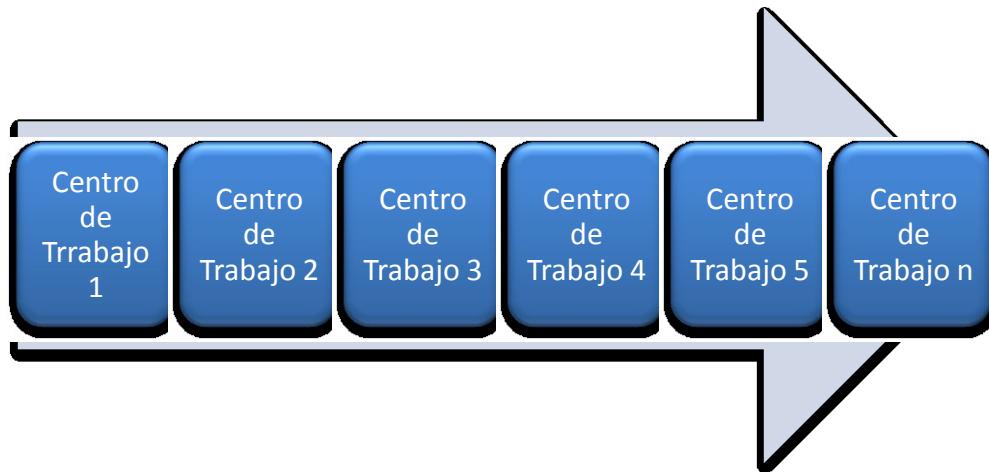 Centro
de
Trrabajo
1
Centro
de
Trabajo 2
Centro
de
Trabajo 3
Centro
de
Trabajo 4
Centro
de
Trabajo 5
Centro
de
Trabajo n